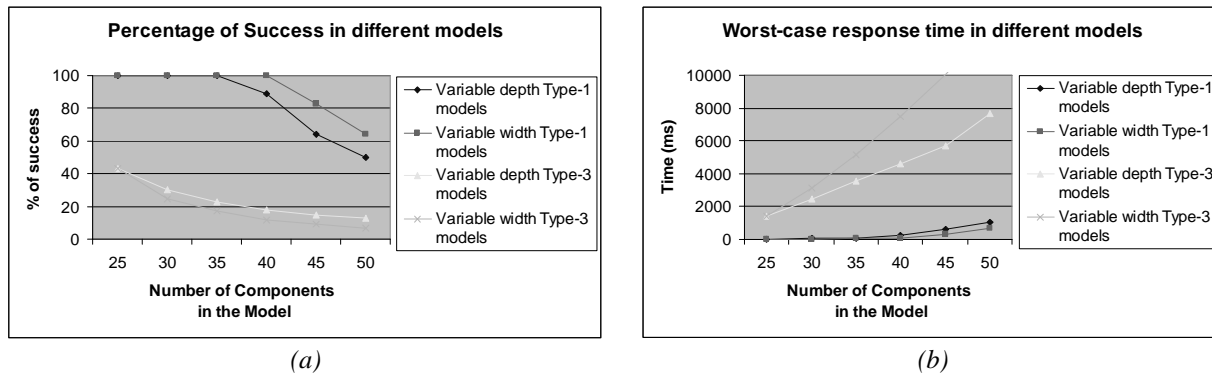 Percentage of Success in different models
100
80
60
40
20
0
% of success
25 30 35 40 45 50
Number of Components
in the Model
Variable depth Type-1
models
Variable width Type-1
models
Variable depth Type-3
models
Variable width Type-3
models
(a)
Worst-case response time in different models
10000
8000
6000
4000
2000
0
Time (ms)
25 30 35 40 45 50
Number of Components
in the Model
Variable depth Type-1
models
Variable width Type-1
models
Variable depth Type-3
models
Variable width Type-3
models
(b)